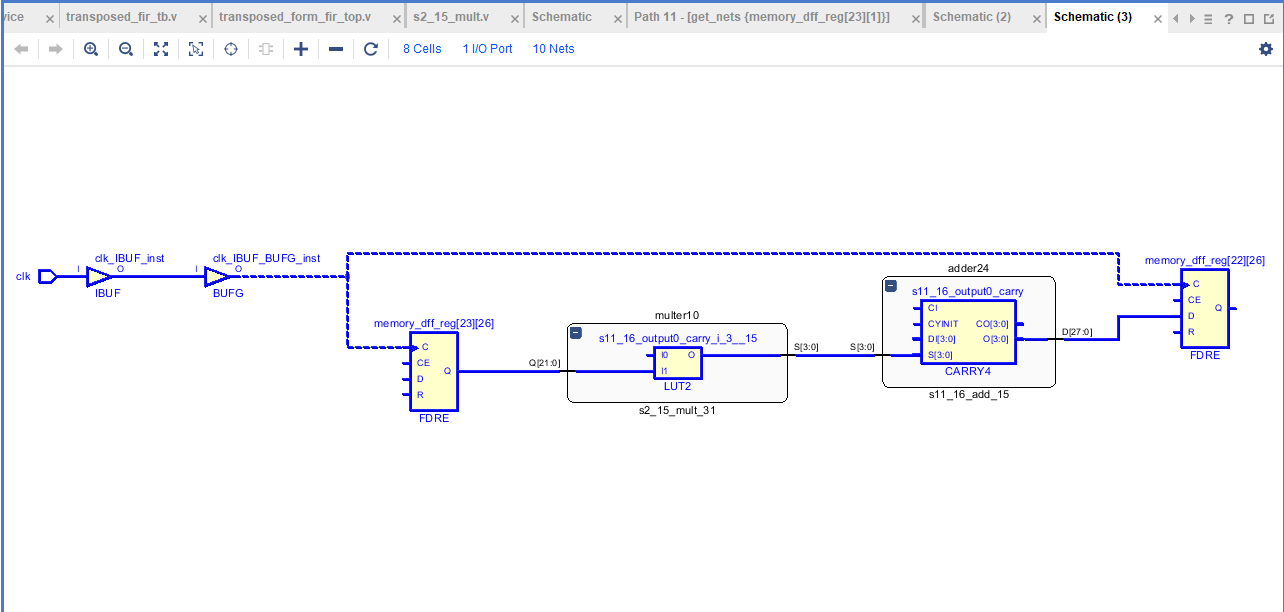 vice
transposed_fir_tb.v
transposed_form_fir_top.v
s2_15_mult.v
Schematic
Path 11 - [get_nets {memory_dff_reg[23][1]}]
Schematic (2)
Schematic (3)
8 Cells
1 I/O Port
10 Nets
clk
clk_IBUF_inst
I
O
IBUF
clk_IBUF_BUFG_inst
I
O
BUFG
memory_dff_reg[23][26]
C
CE
D
R
Q
FDRE
Q[21:0]
multer10
s11_16_output0_carry_i_3__15
I0
I1
O
LUT2
s2_15_mult_31
S[3:0]
S[3:0]
adder24
s11_16_output0_carry
CI
CYINIT
DI[3:0]
S[3:0]
CO[3:0]
O[3:0]
CARRY4
s11_16_add_15
D[27:0]
memory_dff_reg[22][26]
C
CE
D
R
Q
FDRE